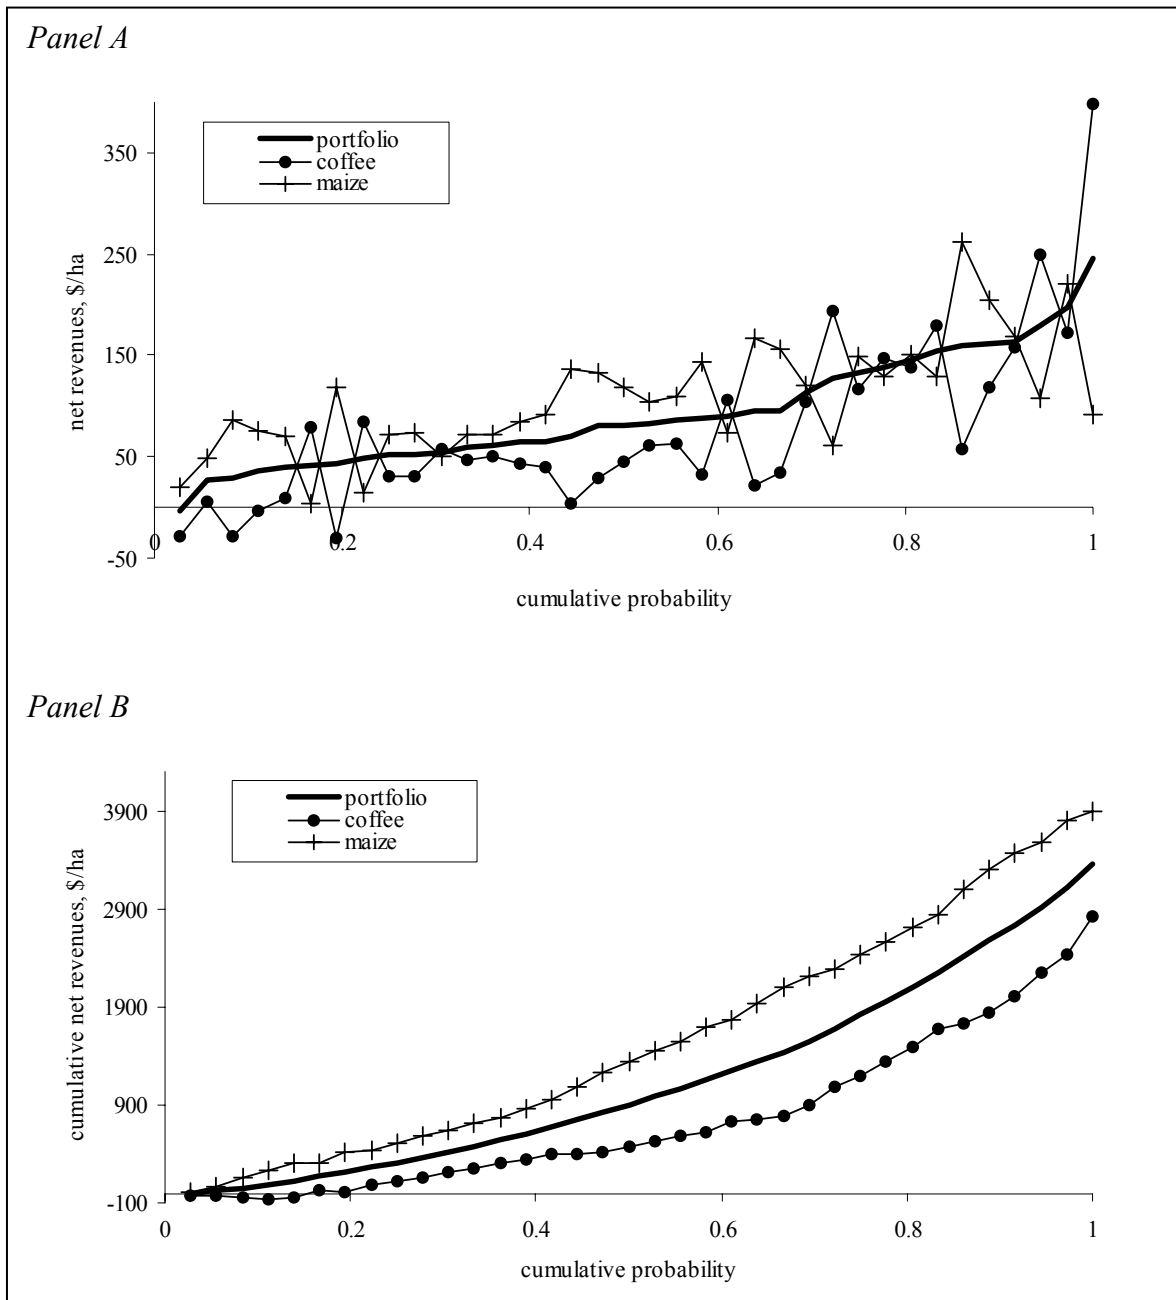 Panel A
portfolio
coffee
maize
350
250
150
50
-50
net revenues, $/ha
0
0.2
0.4
0.6
0.8
1
cumulative probability
Panel B
portfolio
coffee
maize
3900
2900
1900
900
-100
cumulative net revenues, $/ha
0
0.2
0.4
0.6
0.8
1
cumulative probability